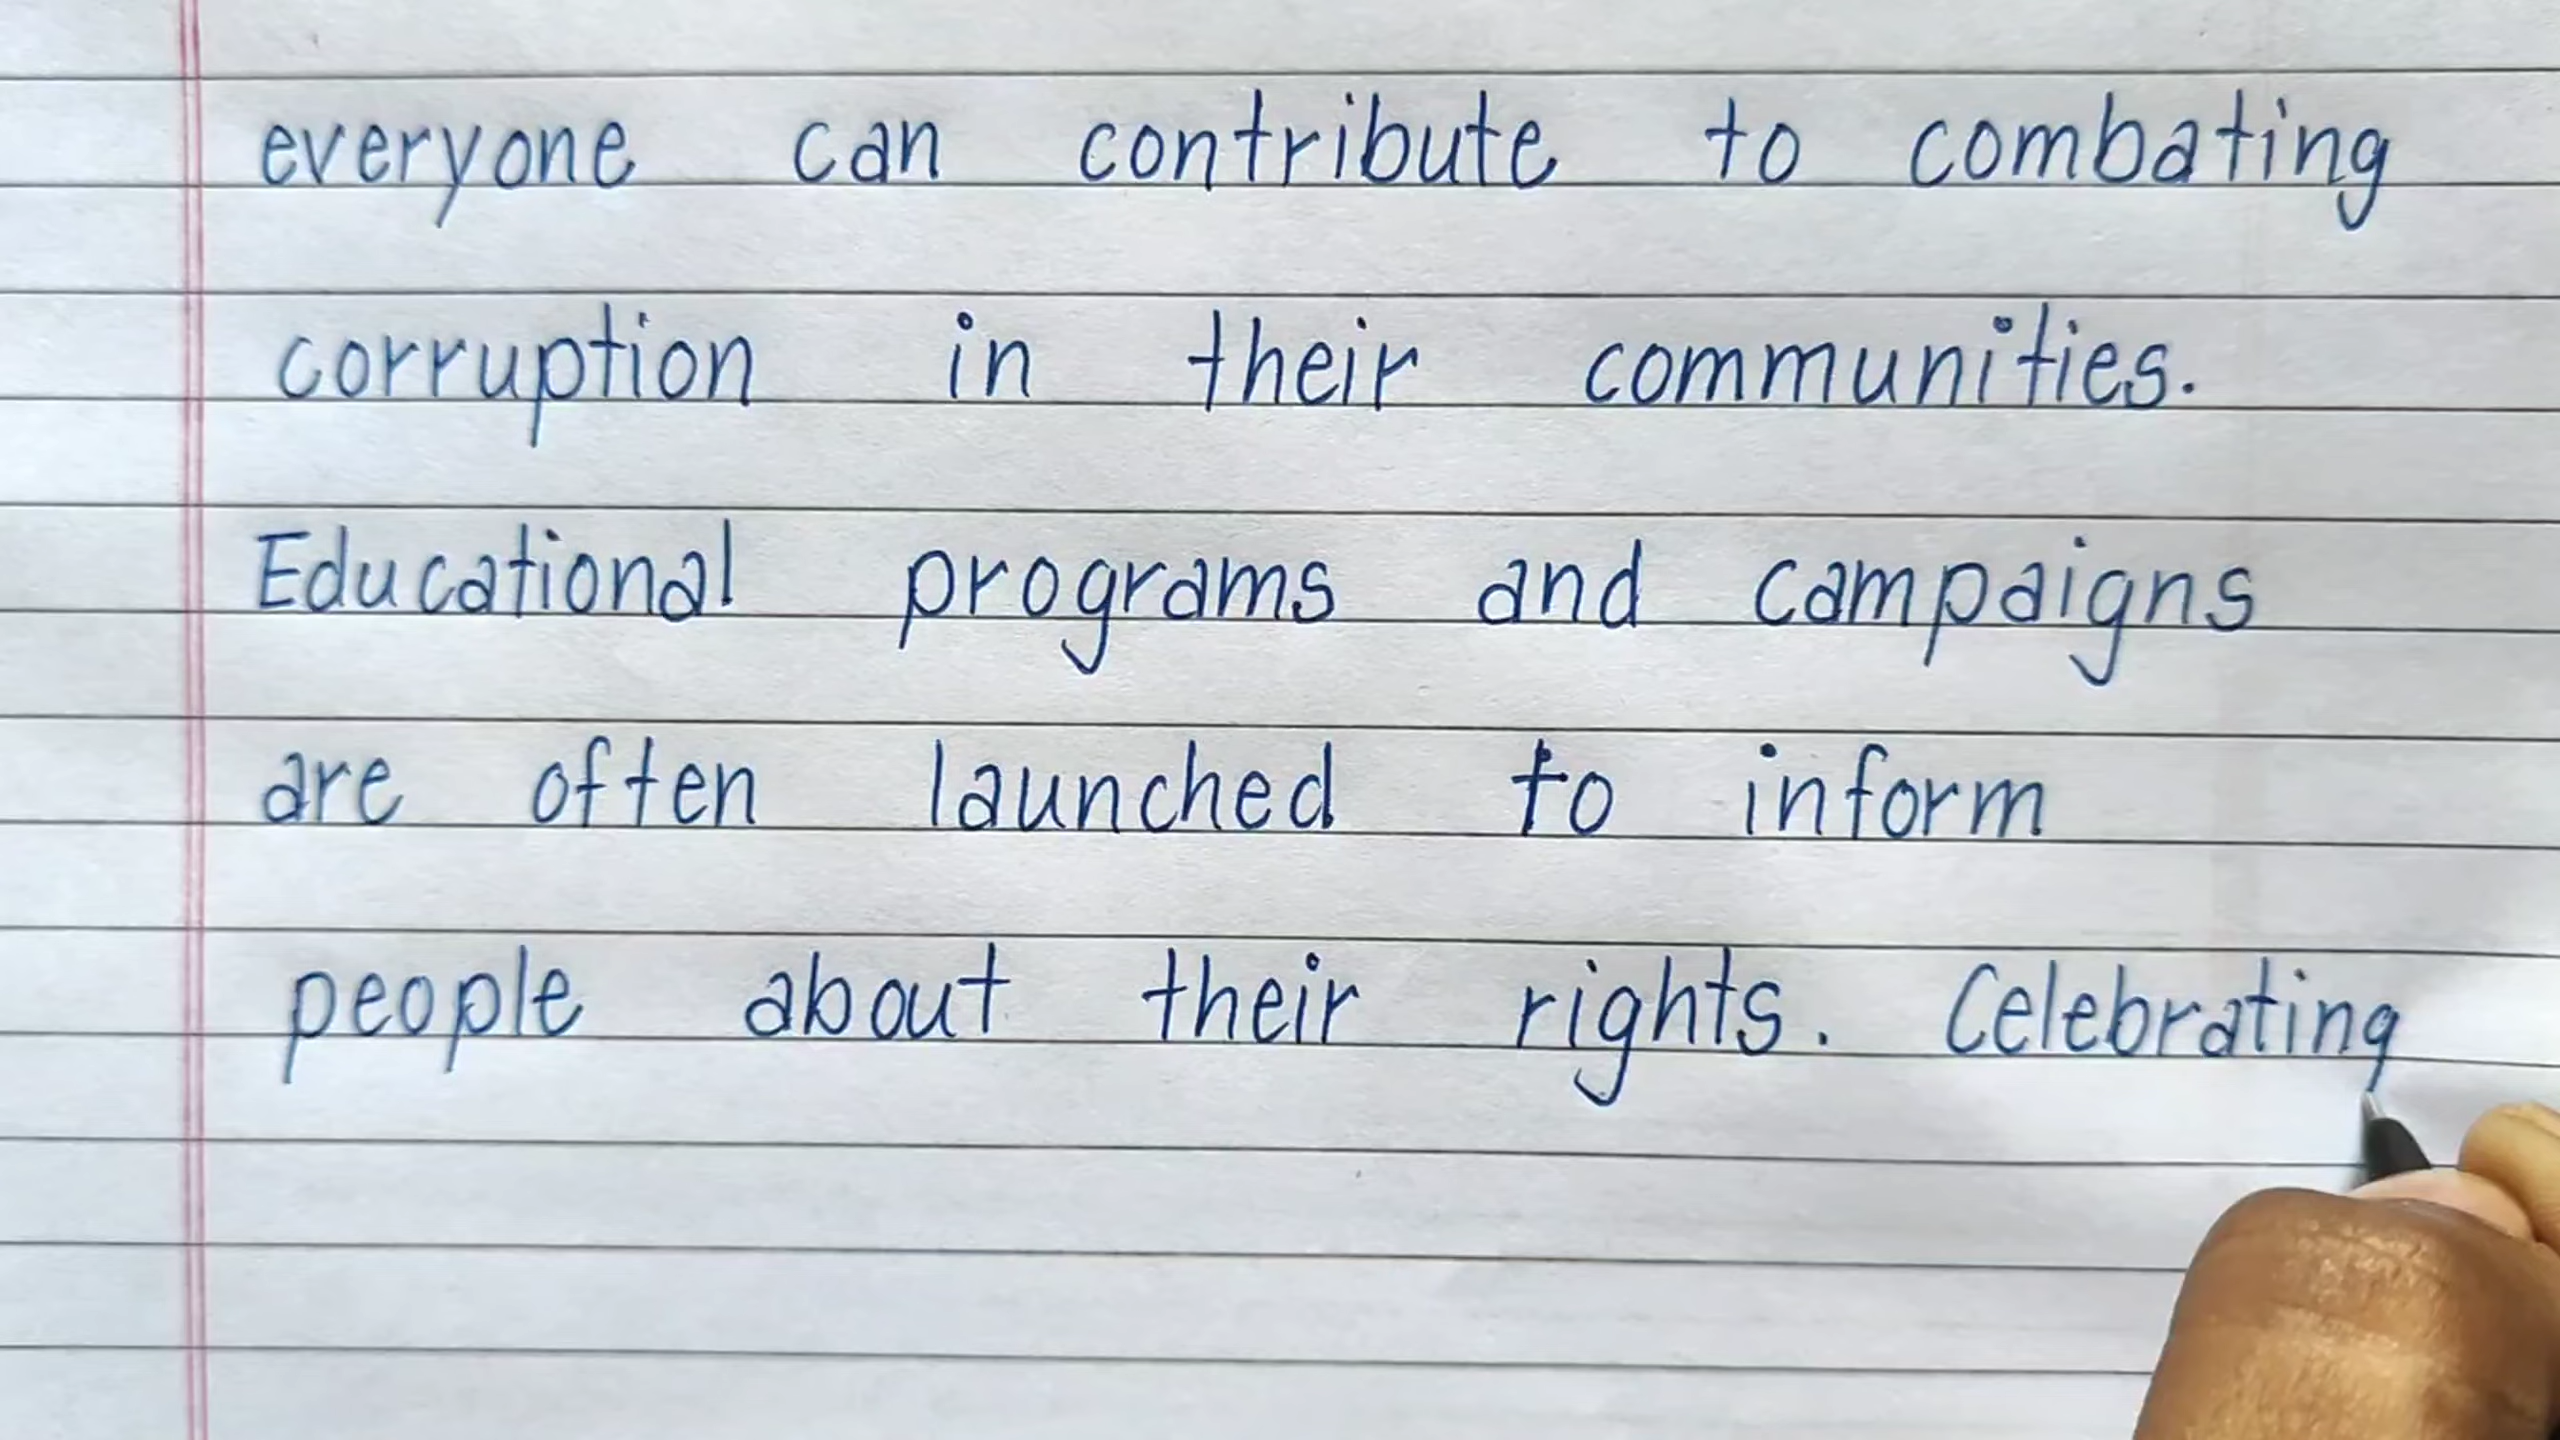 everyone can contribute to combating
corruption in their communities.
Educational programs and campaigns
are often launched to inform
people about their rights. Celebrating